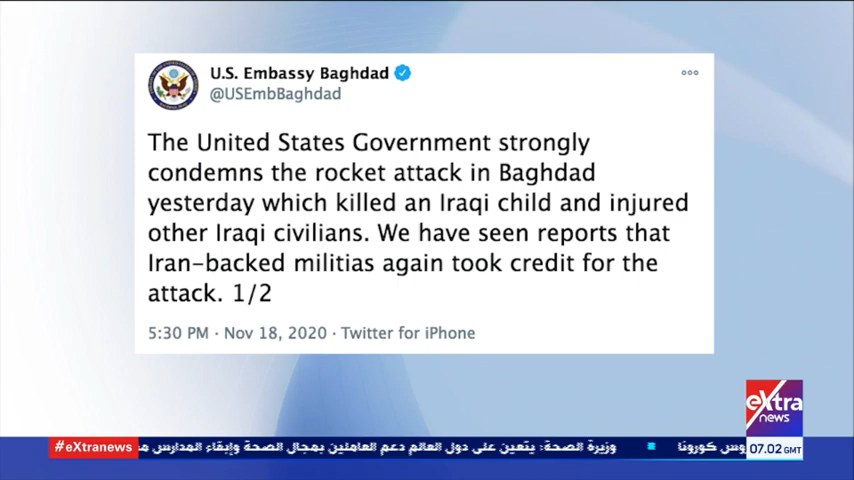 U.S. Embassy Baghdad
@USEmbBaghdad
The United States Government strongly
condemns the rocket attack in Baghdad
yesterday which killed an Iraqi child and injured
other Iraqi civilians. We have seen reports that
Iran-backed militias again took credit for the
attack. 1/2
5:30 PM · Nov 18, 2020 · Twitter for iPhone
eXtra
news
#eXtranews
كورونا ■ وزيرة الصحة: يتعين على دول العالم دعم العاملين بمجال الصحة وإبقاء المدارس
07.02 GMT